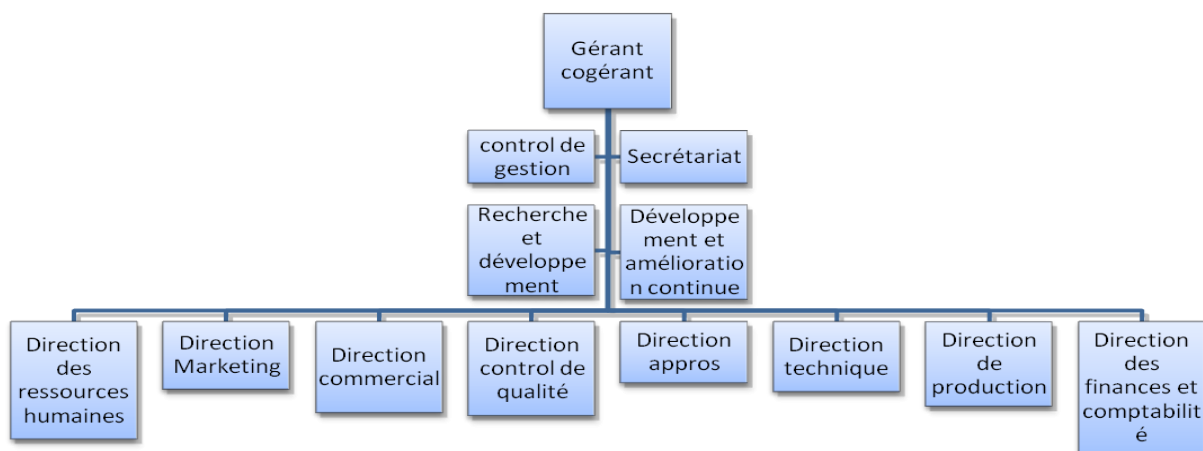 Gérant
cogérant
control de
gestion
Secrétariat
Recherche
et
développe
ment
Développe
ment et
amélioratio
n continue
Direction
des
ressources
humaines
Direction
Marketing
Direction
commercial
Direction
control de
qualité
Direction
appros
Direction
technique
Direction
de
production
Direction
des
finances et
comptabilit
é